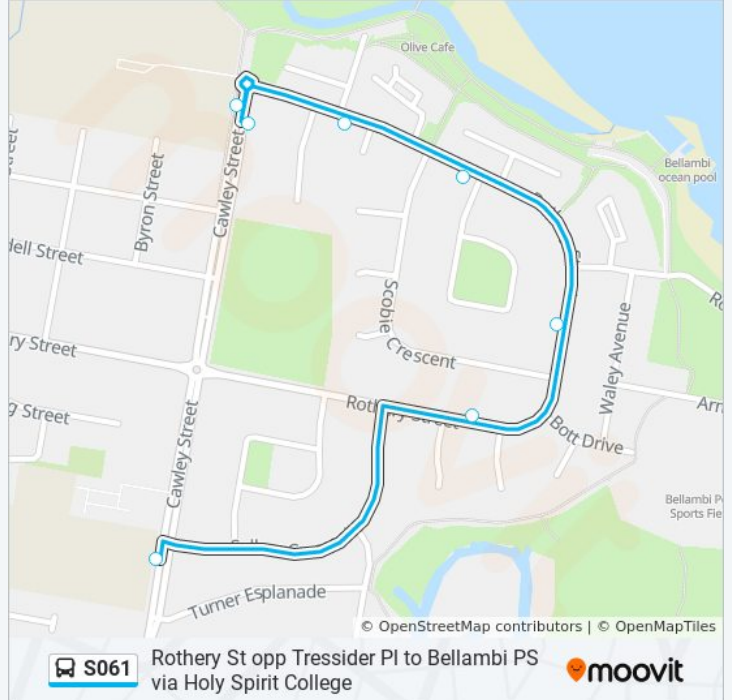 Olive Cafe
Bellambi
ocean pool
Cawley Street
Byron Street
dell Street
Scobie Crescent
Waley Avenue
ry Street
Rothery Street
g Street
Bott Drive
Arn
Cawley Street
Bellambi Po
Sports Fie
Turner Esplanade
© OpenStreetMap contributors | © OpenMapTiles
S061
Rothery St opp Tressider Pl to Bellambi PS
via Holy Spirit College
moovit